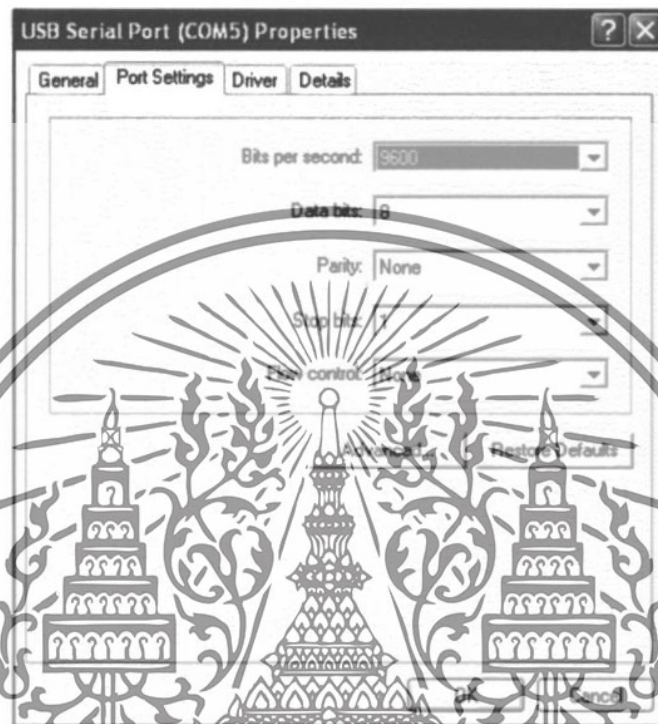 USB Serial Port (COM5) Properties
General Port Settings Driver Details
Bits per second: 9600
Data bits: 8
Parity: None
Stop bits: 1
Flow control: None
Advanced... Restore Defaults
OK Cancel